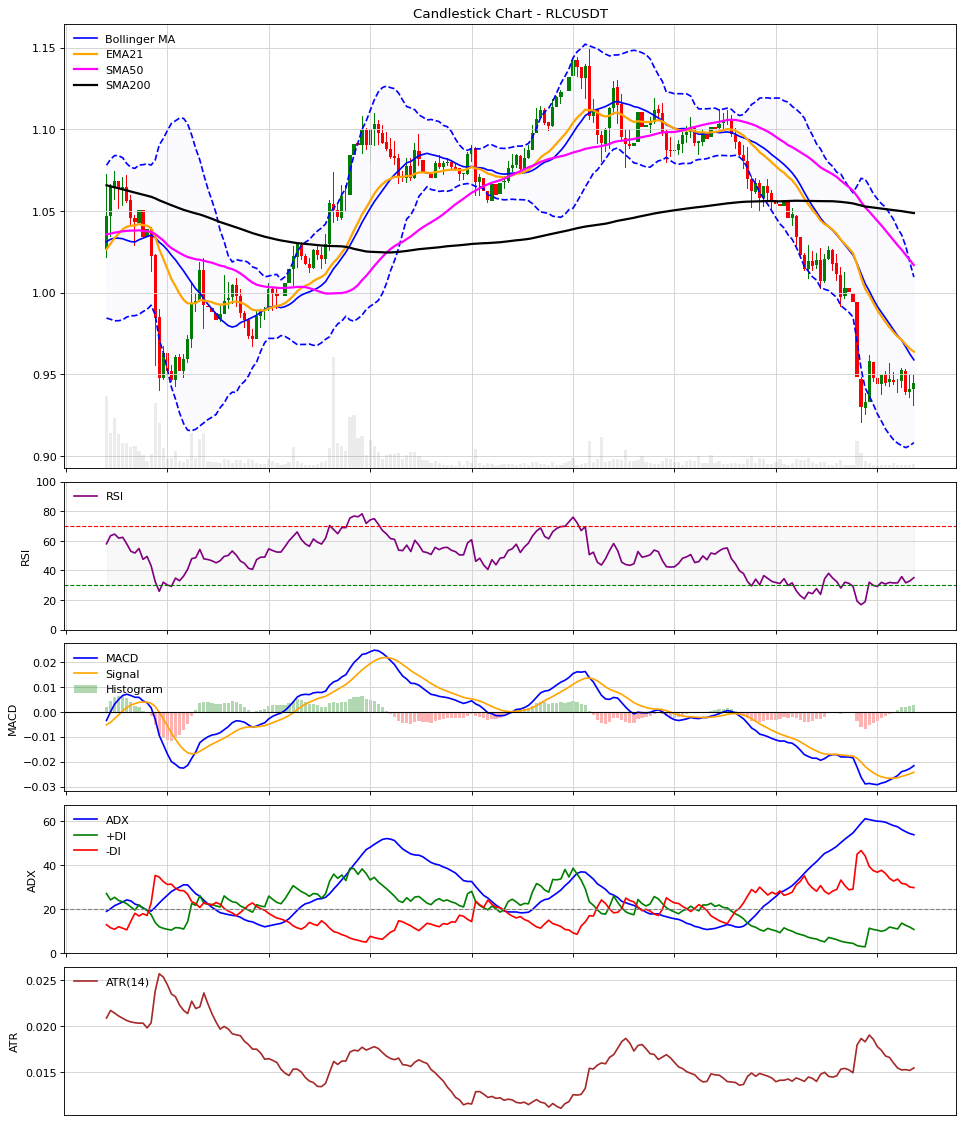 Candlestick Chart - RLCUSDT
Bollinger MA
EMA21
SMA50
SMA200
1.15
1.10
1.05
1.00
0.95
0.90
RSI
RSI
100
80
60
40
20
0
MACD
Signal
Histogram
MACD
0.02
0.01
0.00
−0.01
−0.02
−0.03
ADX
+DI
-DI
ADX
60
40
20
0
ATR(14)
ATR
0.025
0.020
0.015